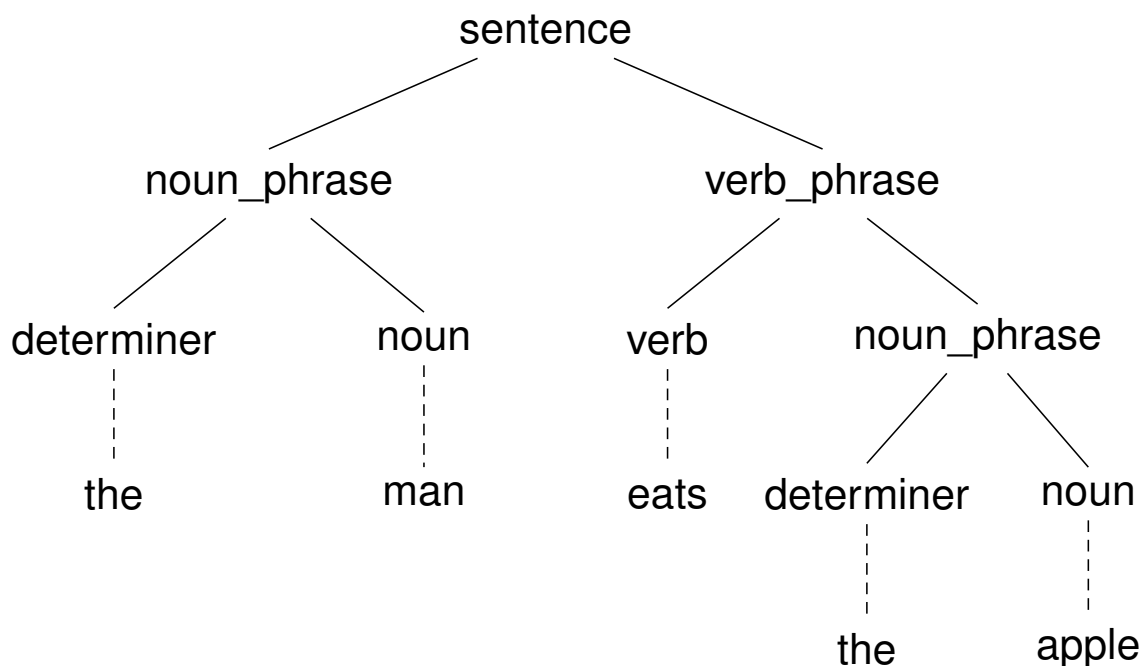 sentence
noun_phrase verb_phrase
determiner noun verb noun_phrase
the man eats determiner noun
the apple